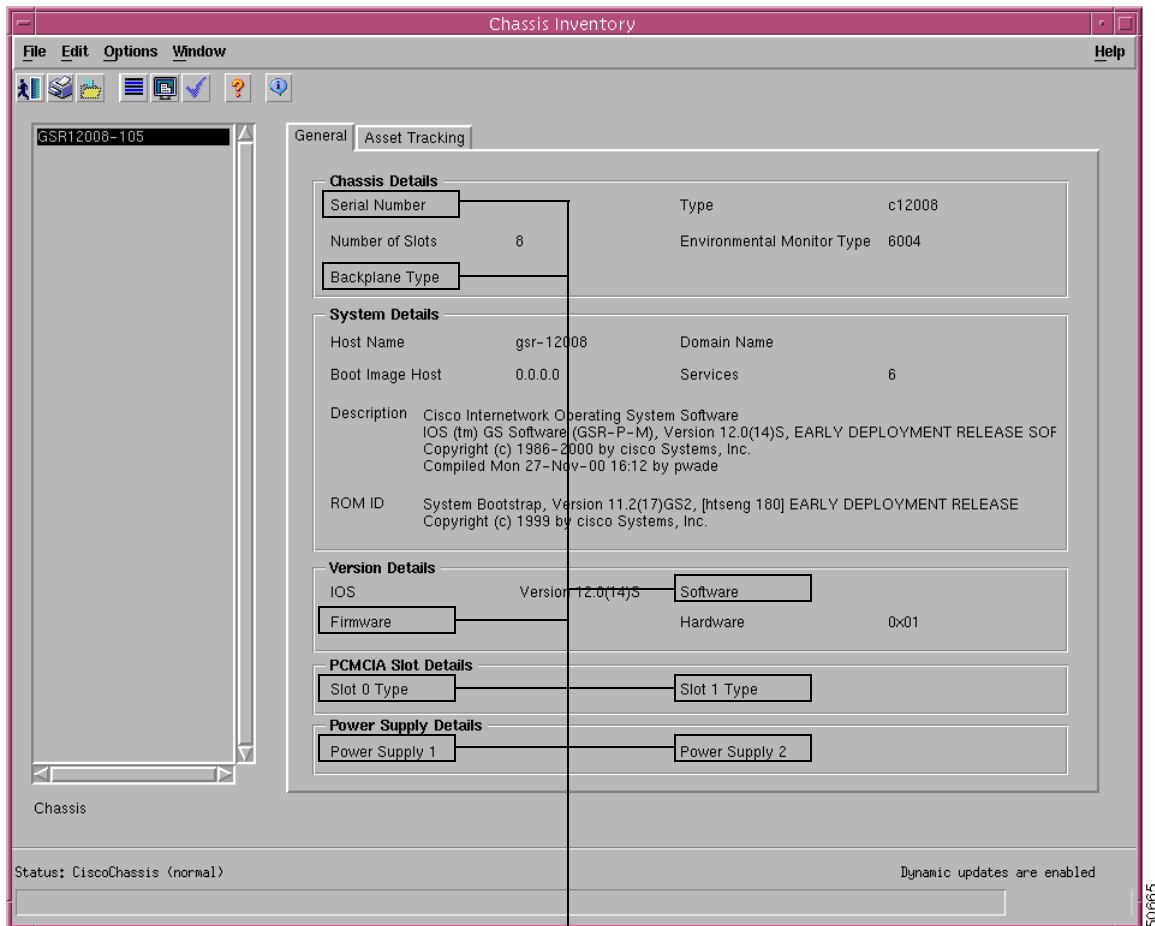 Chassis Inventory
File Edit Options Window Help
GSR12008-105
General Asset Tracking
Chassis Details
Serial Number Type c12008
Number of Slots 8 Environmental Monitor Type 6004
Backplane Type
System Details
Host Name gsr-12008 Domain Name
Boot Image Host 0.0.0.0 Services 6
Description Cisco Internetwork Operating System Software
IOS (tm) GS Software (GSR-P-M), Version 12.0(14)S, EARLY DEPLOYMENT RELEASE SOF
Copyright (c) 1986-2000 by cisco Systems, Inc.
Compiled Mon 27-Nov-00 16:12 by pwade
ROM ID System Bootstrap, Version 11.2(17)GS2, [htseng 180] EARLY DEPLOYMENT RELEASE
Copyright (c) 1999 by cisco Systems, Inc.
Version Details
IOS Version 12.0(14)S Software
Firmware Hardware 0x01
PCMCIA Slot Details
Slot 0 Type Slot 1 Type
Power Supply Details
Power Supply 1 Power Supply 2
Chassis
Status: CiscoChassis (normal) Dynamic updates are enabled
50665